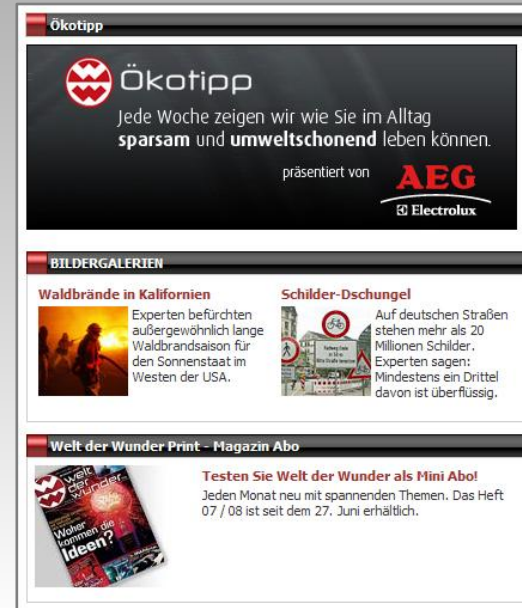 Ökotipp
Ökotipp
Jede Woche zeigen wir wie Sie im Alltag
sparsam und umweltschonend leben können.
präsentiert von
AEG
Electrolux
BILDERGALERIEN
Waldbrände in Kalifornien
Experten befürchten
außergewöhnlich lange
Waldbrandsaison für
den Sonnenstaat im
Westen der USA.
Schilder-Dschungel
Auf deutschen Straßen
stehen mehr als 20
Millionen Schilder.
Experten sagen:
Mindestens ein Drittel
davon ist überflüssig.
Welt der Wunder Print - Magazin Abo
welt
der
wunder
Woher
kommen die
Ideen?
Testen Sie Welt der Wunder als Mini Abo!
Jeden Monat neu mit spannenden Themen. Das Heft
07 / 08 ist seit dem 27. Juni erhältlich.